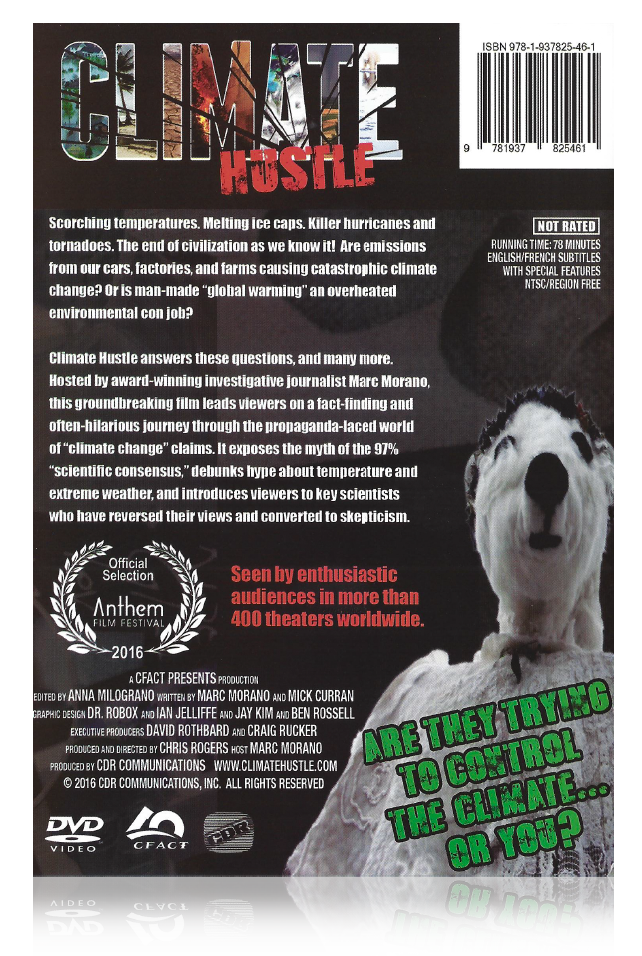 CLIMATE
HUSTLE
ISBN 978-1-937825-46-1
9 781937 825461
Scorching temperatures. Melting ice caps. Killer hurricanes and
tornadoes. The end of civilization as we know it! Are emissions
from our cars, factories, and farms causing catastrophic climate
change? Or is man-made “global warming” an overheated
environmental con job?
NOT RATED
RUNNING TIME: 78 MINUTES
ENGLISH/FRENCH SUBTITLES
WITH SPECIAL FEATURES
NTSC/REGION FREE
Climate Hustle answers these questions, and many more.
Hosted by award-winning investigative journalist Marc Morano,
this groundbreaking film leads viewers on a fact-finding and
often-hilarious journey through the propaganda-laced world
of “climate change” claims. It exposes the myth of the 97%
“scientific consensus,” debunks hype about temperature and
extreme weather, and introduces viewers to key scientists
who have reversed their views and converted to skepticism.
Official
Selection
Anthem
FILM FESTIVAL
2016
Seen by enthusiastic
audiences in more than
400 theaters worldwide.
A CFACT PRESENTS PRODUCTION
EDITED BY ANNA MILOGRANO WRITTEN BY MARC MORANO AND MICK CURRAN
GRAPHIC DESIGN DR. ROBOX AND IAN JELLIFFE AND JAY KIM AND BEN ROSSELL
EXECUTIVE PRODUCERS DAVID ROTHBARD AND CRAIG RUCKER
PRODUCED AND DIRECTED BY CHRIS ROGERS HOST MARC MORANO
PRODUCED BY CDR COMMUNICATIONS WWW.CLIMATEHUSTLE.COM
© 2016 CDR COMMUNICATIONS, INC. ALL RIGHTS RESERVED
ARE THEY TRYING
TO CONTROL
THE CLIMATE...
OR YOU?
DVD
VIDEO
CFACT
CDR